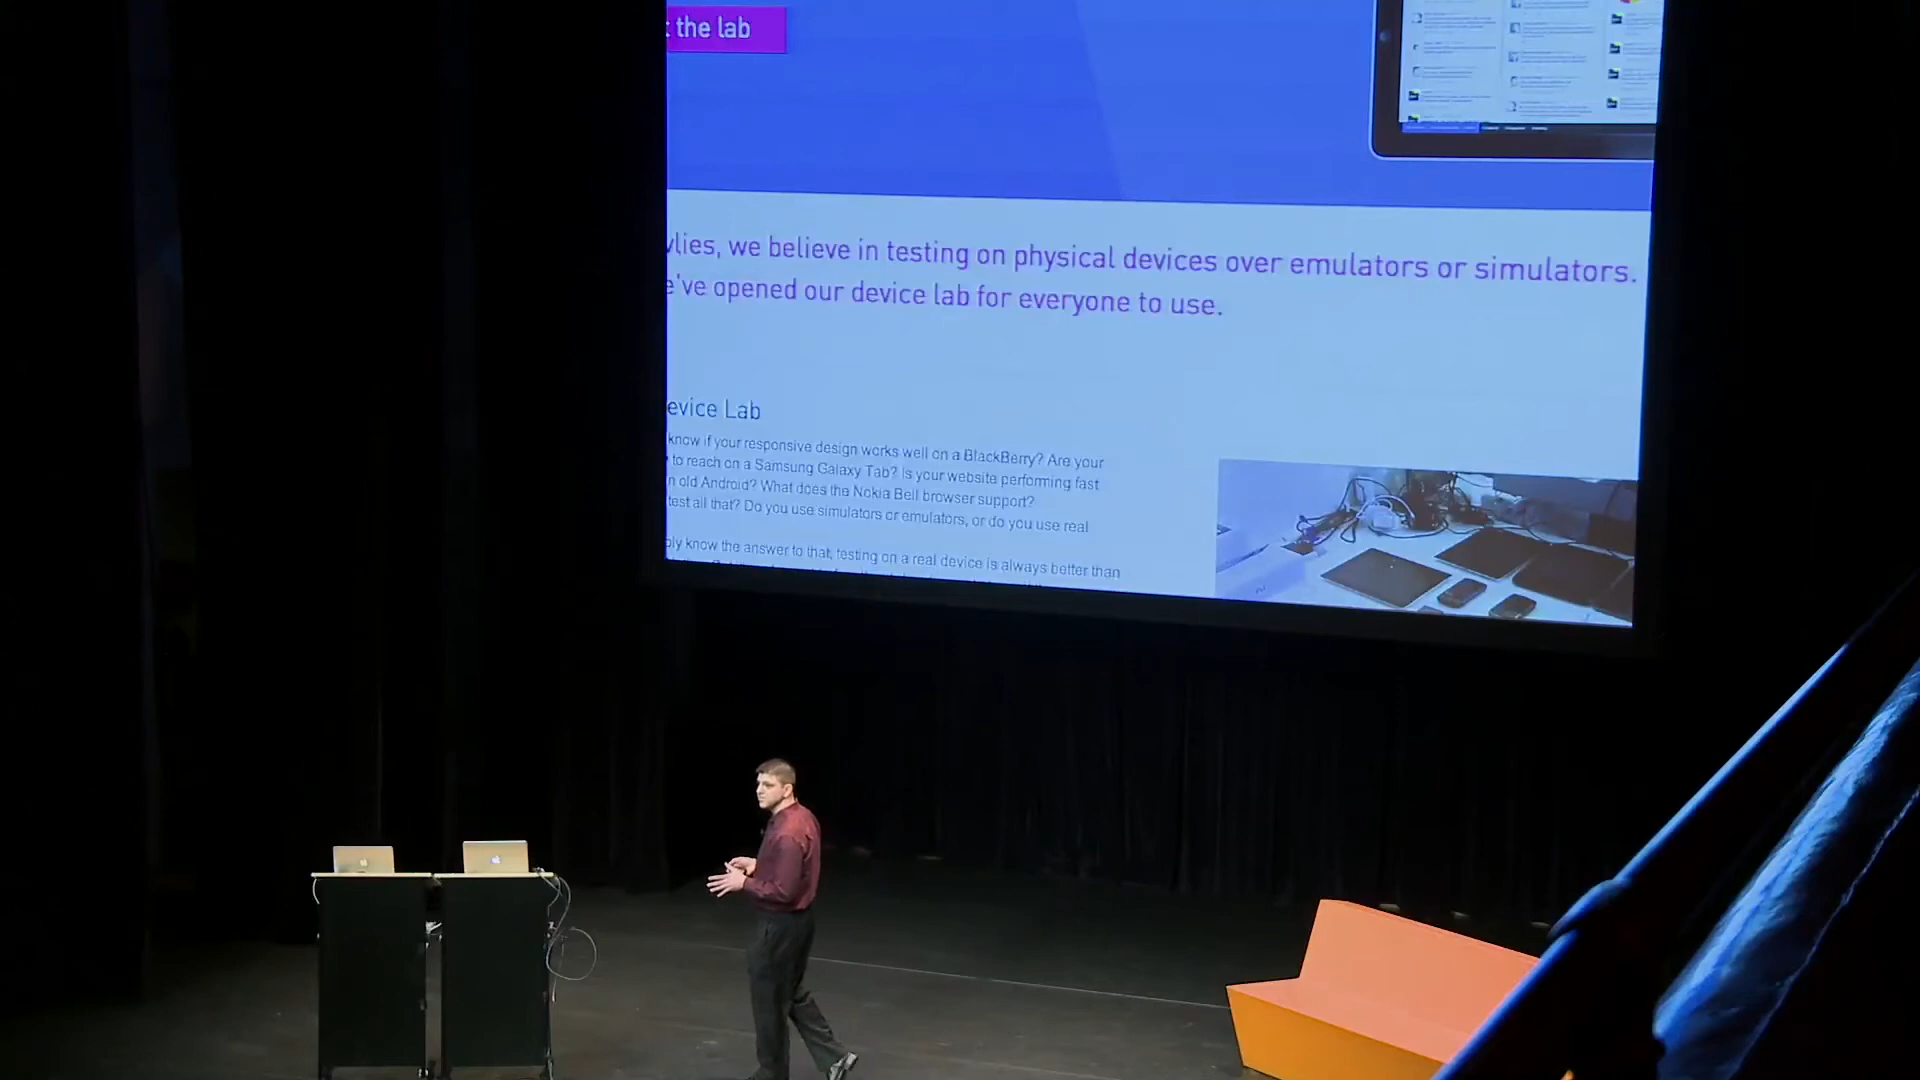 the lab
we believe in testing on physical devices over emulators or simulators.
e've opened our device lab for everyone to use.
evice Lab
know if your responsive design works well on a BlackBerry? Are your
to reach on a Samsung Galaxy Tab? Is your website performing fast
n old Android? What does the Nokia Bell browser support?
test all that? Do you use simulators or emulators, or do you use real
bly know the answer to that, testing on a real device is always better than